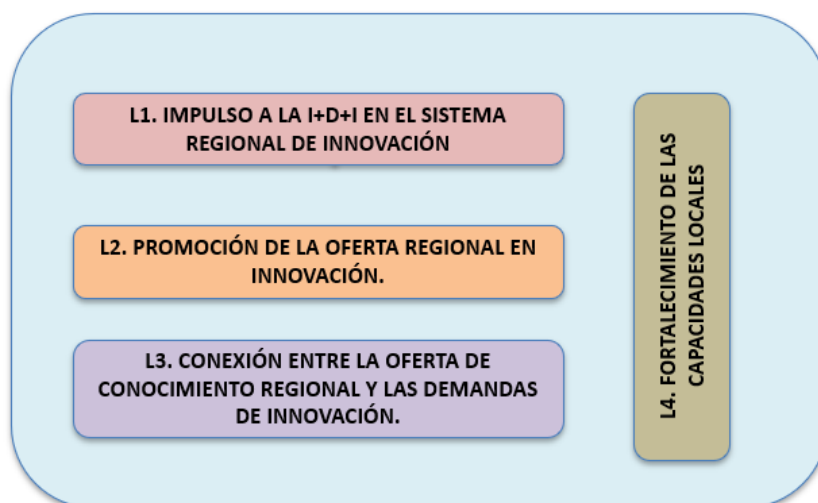 L1. IMPULSO A LA I+D+I EN EL SISTEMA
REGIONAL DE INNOVACIÓN
L2. PROMOCIÓN DE LA OFERTA REGIONAL EN
INNOVACIÓN.
L3. CONEXIÓN ENTRE LA OFERTA DE
CONOCIMIENTO REGIONAL Y LAS DEMANDAS
DE INNOVACIÓN.
L4. FORTALECIMIENTO DE LAS
CAPACIDADES LOCALES